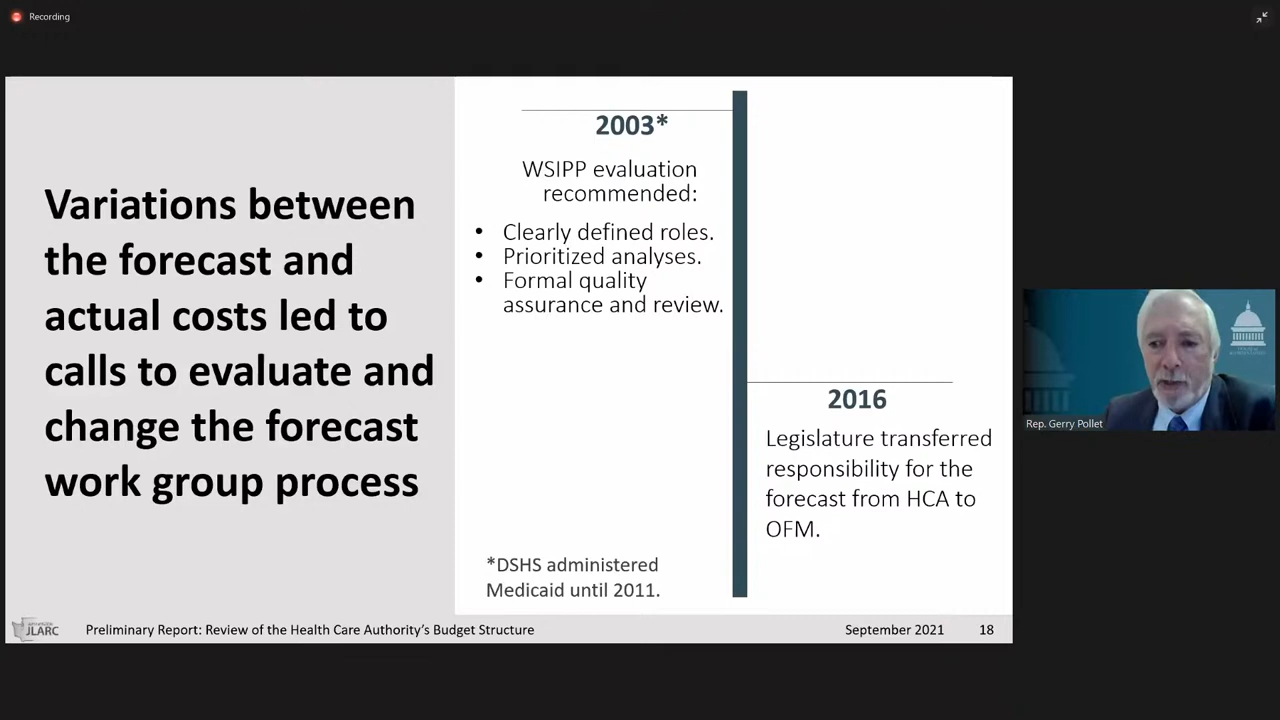 Recording
Variations between
the forecast and
actual costs led to
calls to evaluate and
change the forecast
work group process
2003*
WSIPP evaluation
recommended:
• Clearly defined roles.
• Prioritized analyses.
• Formal quality
assurance and review.
*DSHS administered
Medicaid until 2011.
2016
Legislature transferred
responsibility for the
forecast from HCA to
OFM.
Rep. Gerry Pollet
JLARC
Preliminary Report: Review of the Health Care Authority’s Budget Structure
September 2021
18